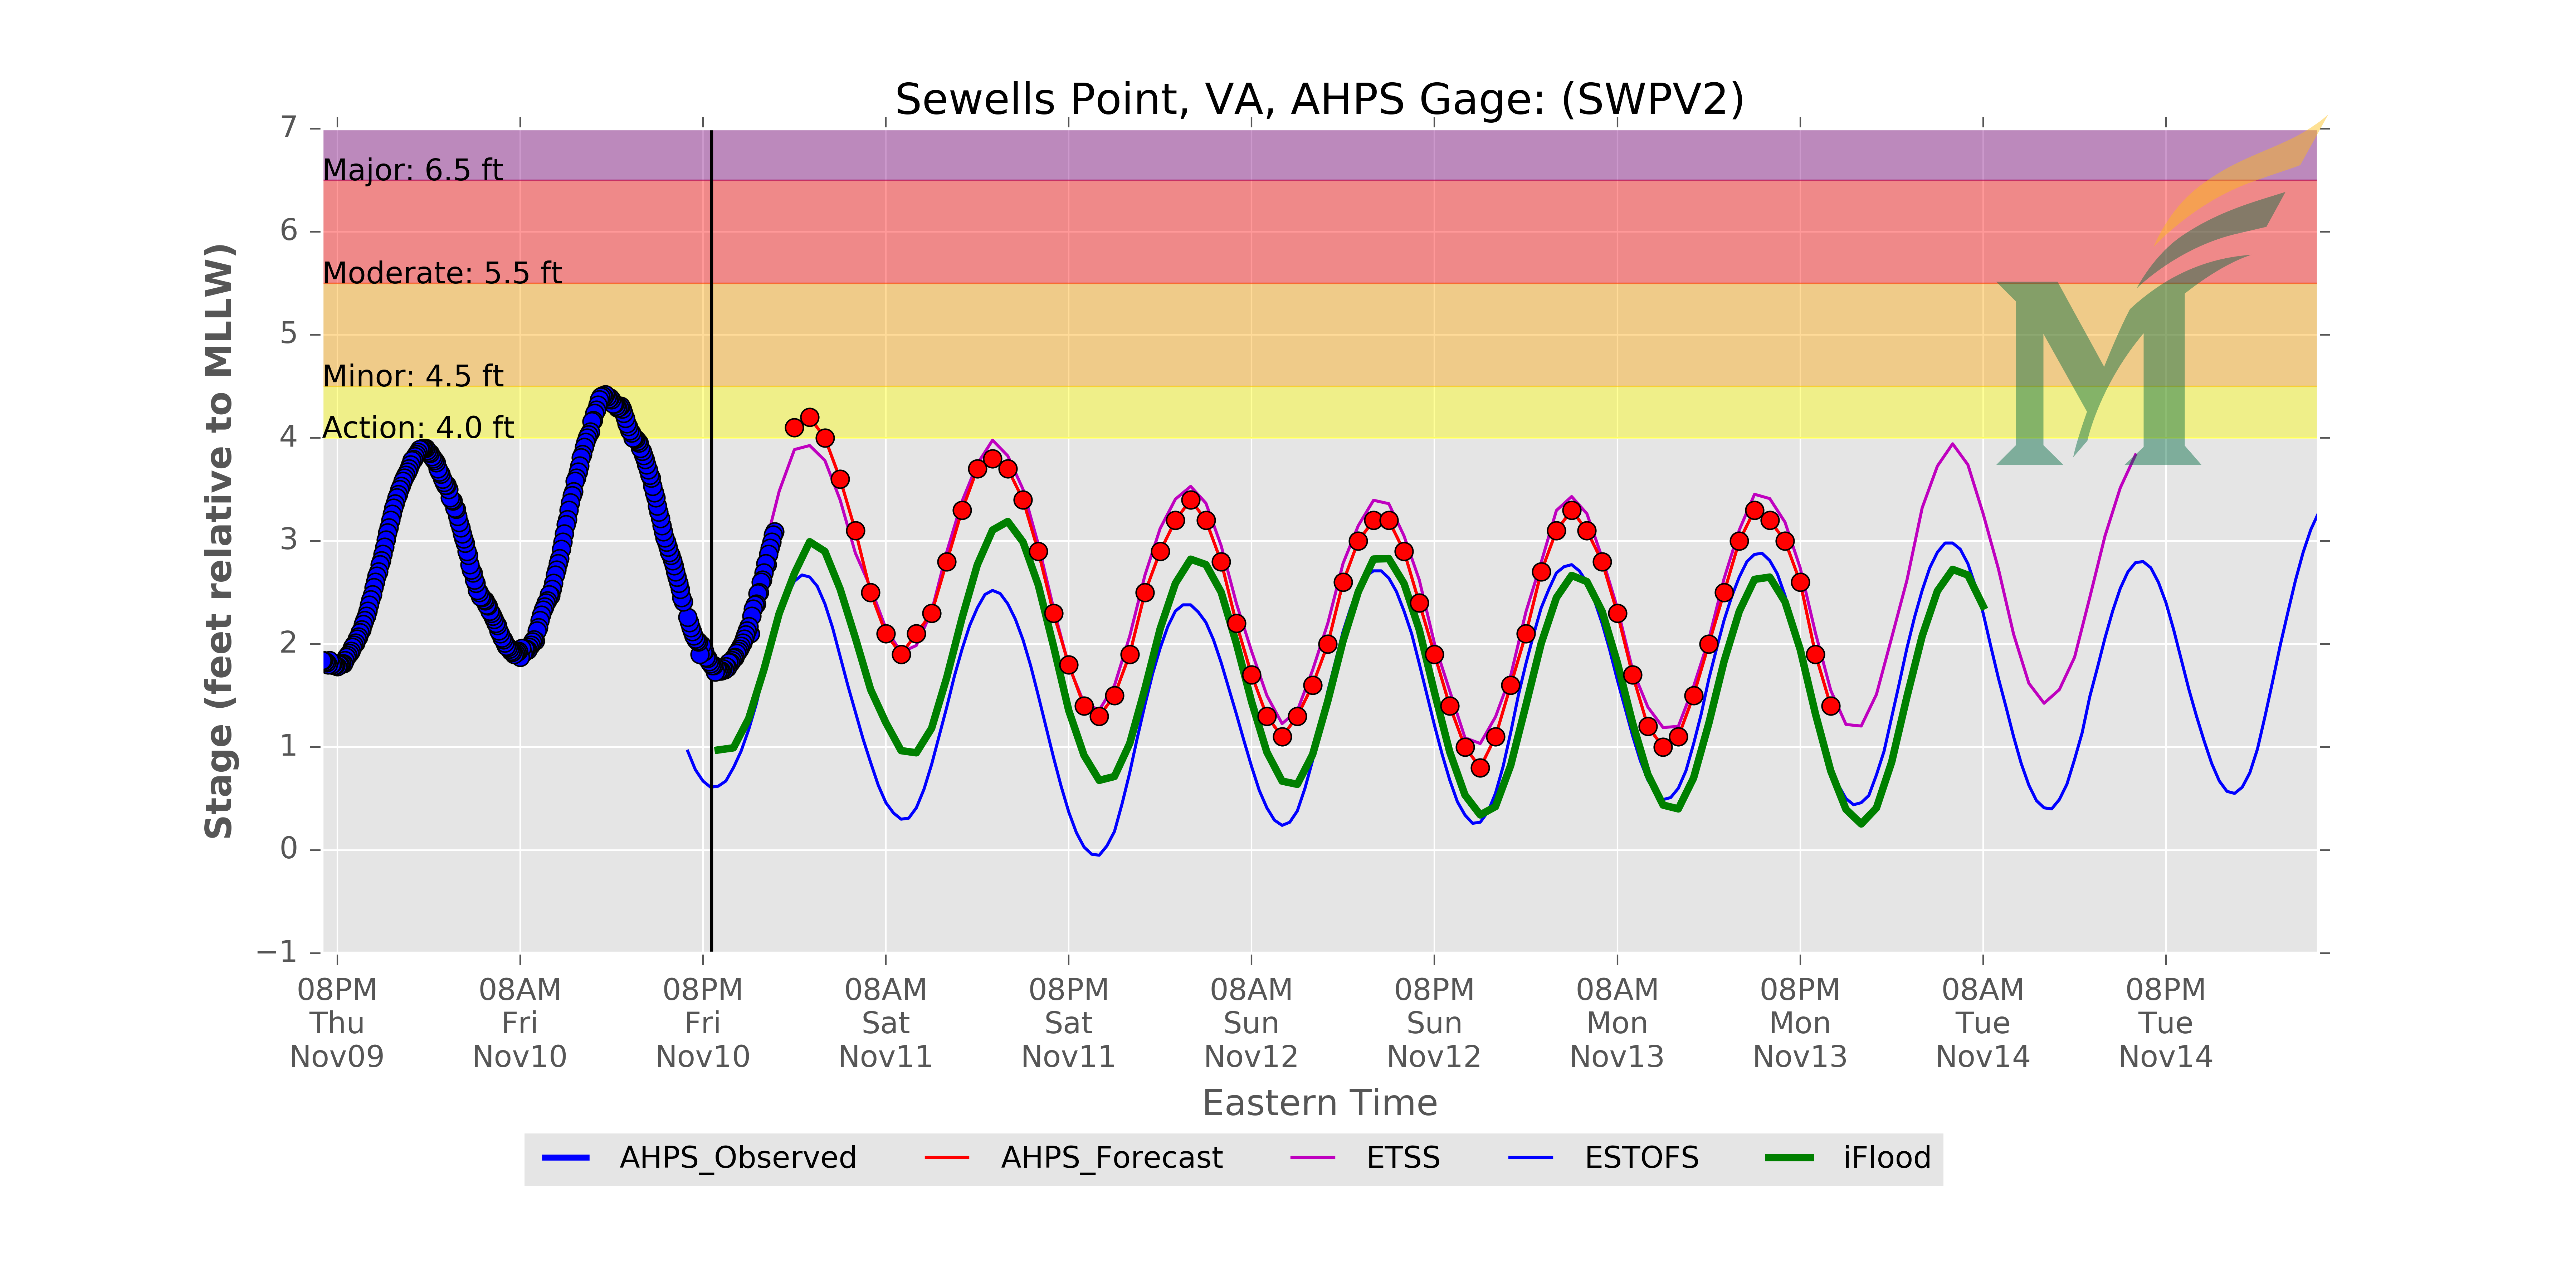 Sewells Point, VA, AHPS Gage: (SWPV2)
7
6
5
4
3
2
1
0
−1
Stage (feet relative to MLLW)
Major: 6.5 ft
Moderate: 5.5 ft
Minor: 4.5 ft
Action: 4.0 ft
M
08PM 08AM 08PM 08AM 08PM 08AM 08PM 08AM 08PM 08AM 08PM
Thu Fri Fri Sat Sat Sun Sun Mon Mon Tue Tue
Nov09 Nov10 Nov10 Nov11 Nov11 Nov12 Nov12 Nov13 Nov13 Nov14 Nov14
Eastern Time
AHPS_Observed AHPS_Forecast ETSS ESTOFS iFlood